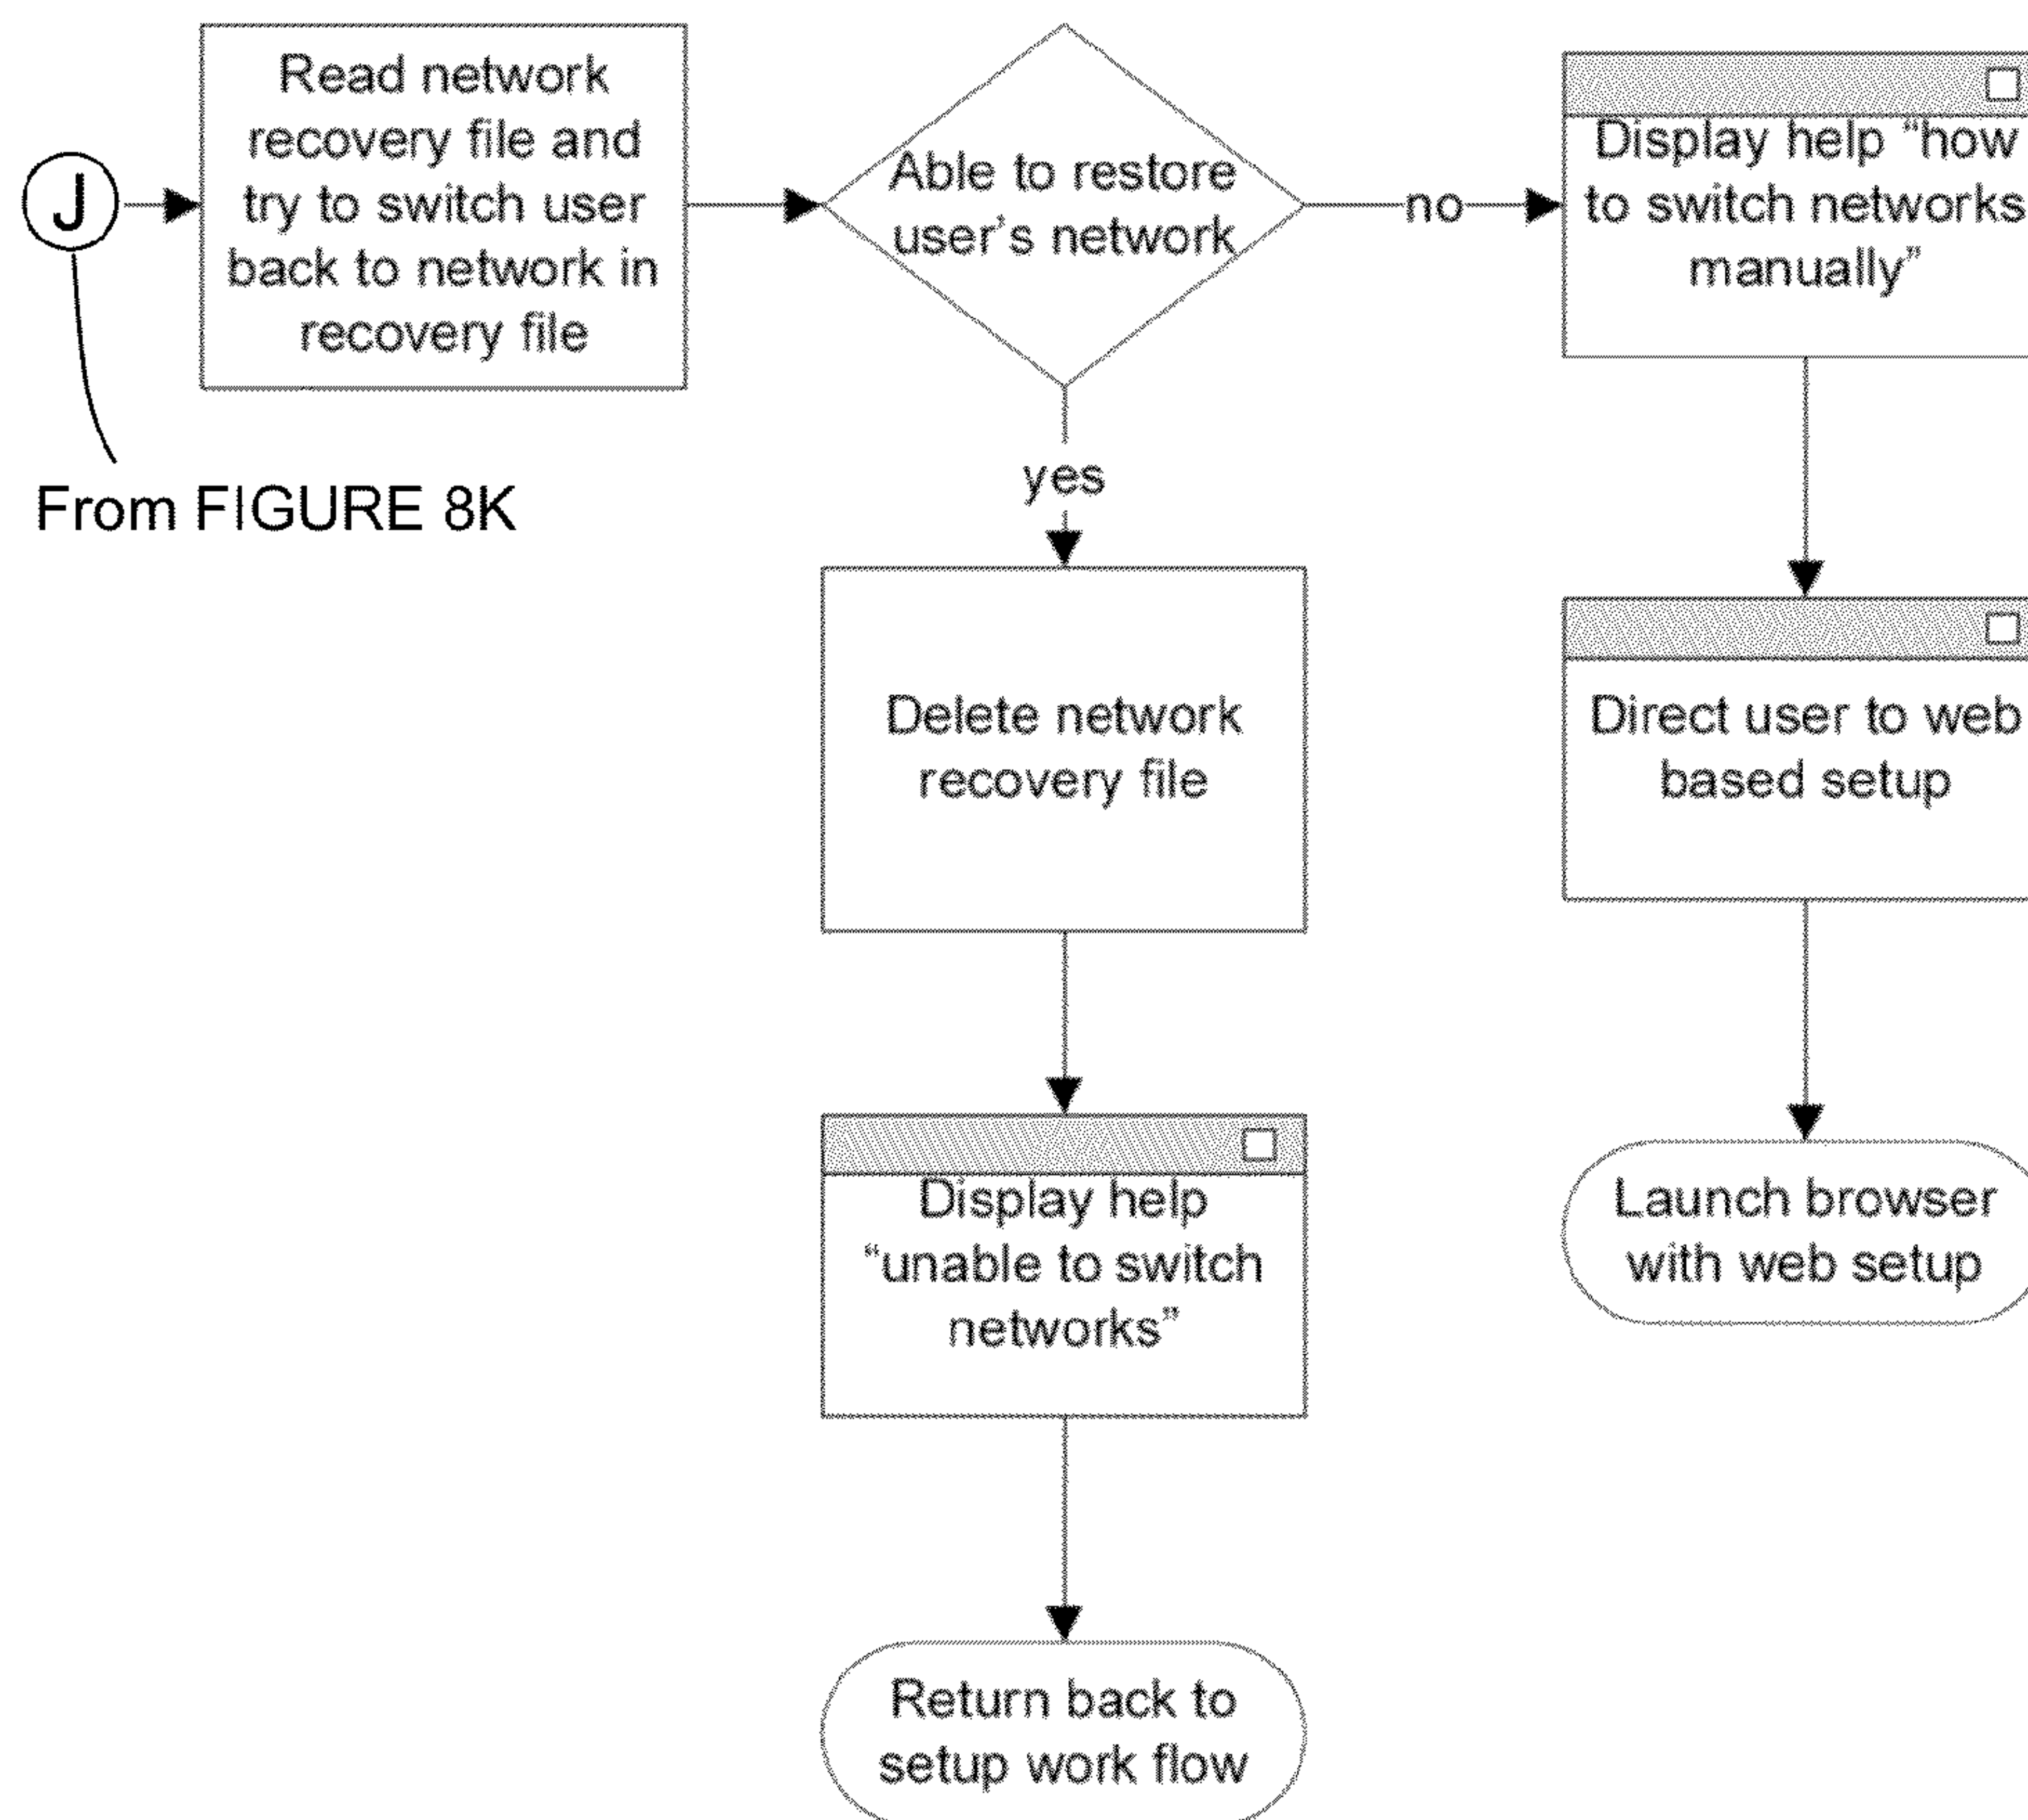 J
From FIGURE 8K
Read network
recovery file and
try to switch user
back to network in
recovery file
Able to restore
user's network
no
Display help “how
to switch networks
manually”
yes
Delete network
recovery file
Direct user to web
based setup
Display help
“unable to switch
networks”
Launch browser
with web setup
Return back to
setup work flow